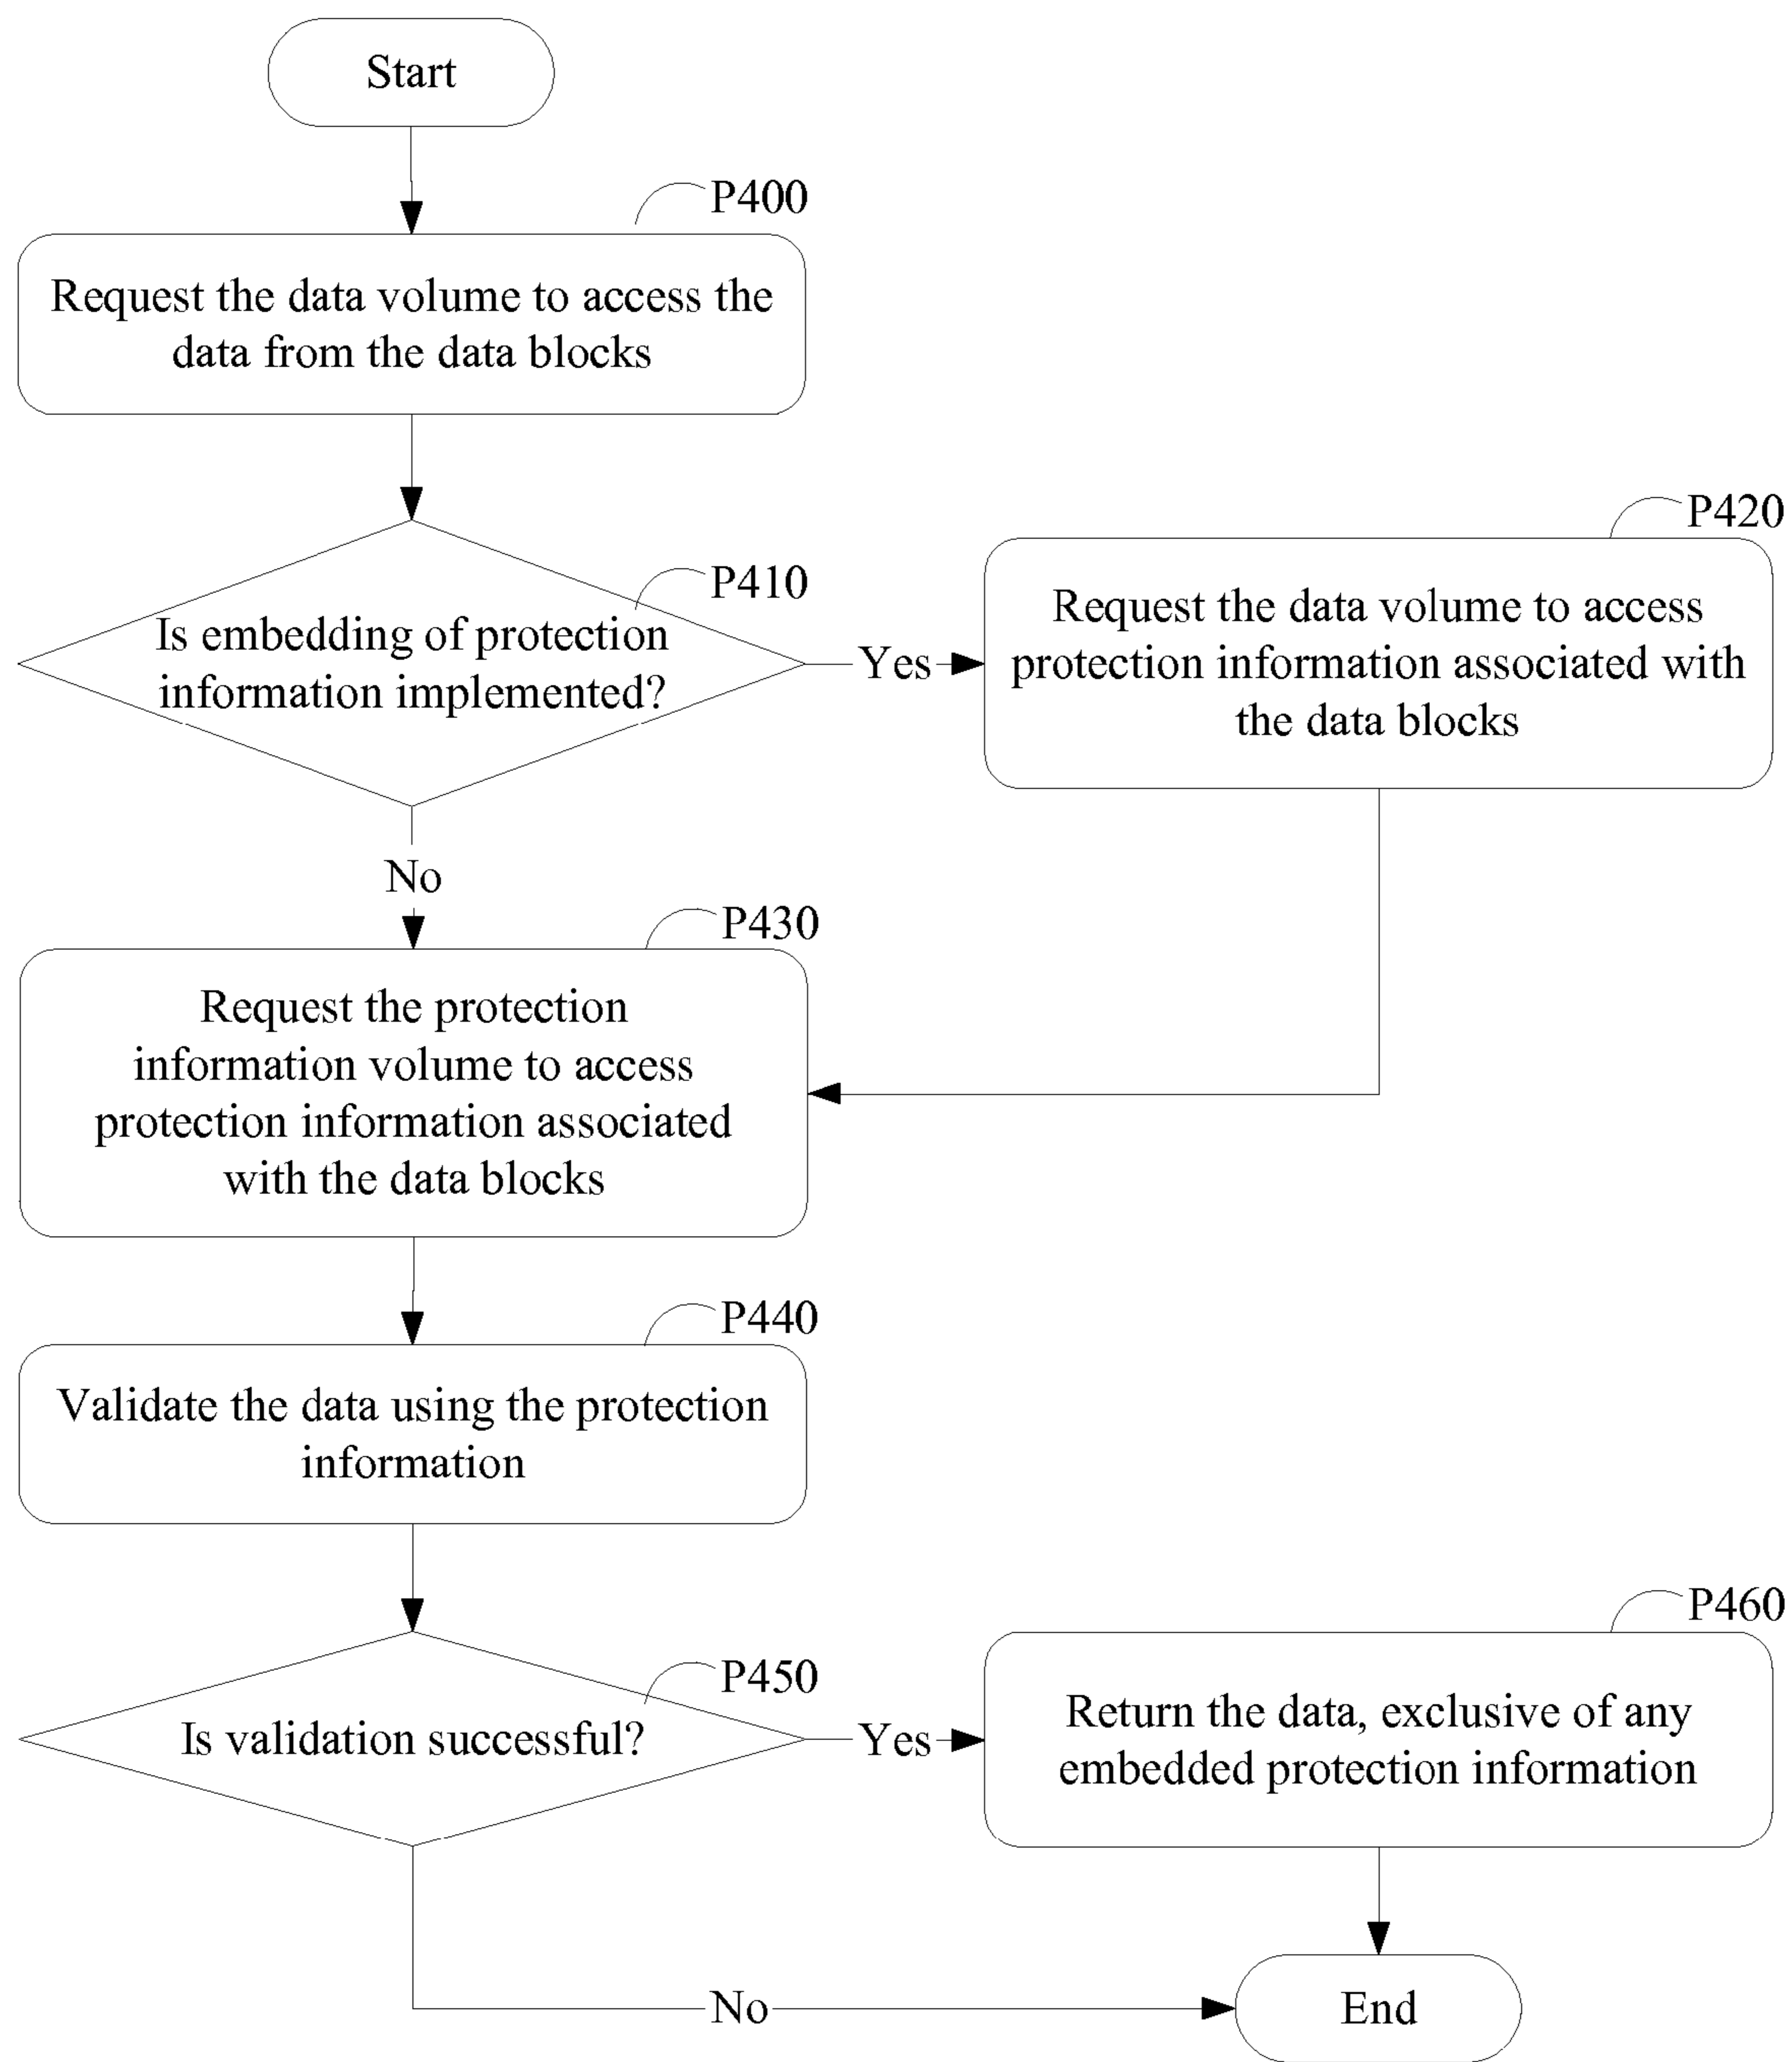 Start
P400
Request the data volume to access the
data from the data blocks
P410
Is embedding of protection
information implemented?
Yes
P420
Request the data volume to access
protection information associated with
the data blocks
No
P430
Request the protection
information volume to access
protection information associated
with the data blocks
P440
Validate the data using the protection
information
P450
Is validation successful?
Yes
P460
Return the data, exclusive of any
embedded protection information
No
End